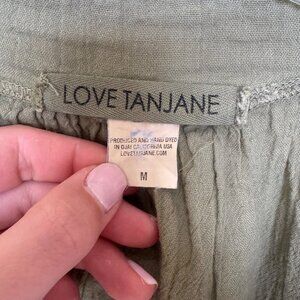 LOVE TANJANE
PRODUCED AND HAND DYED
IN OJAI CALIFORNIA USA
LOVETANJANE.COM
M